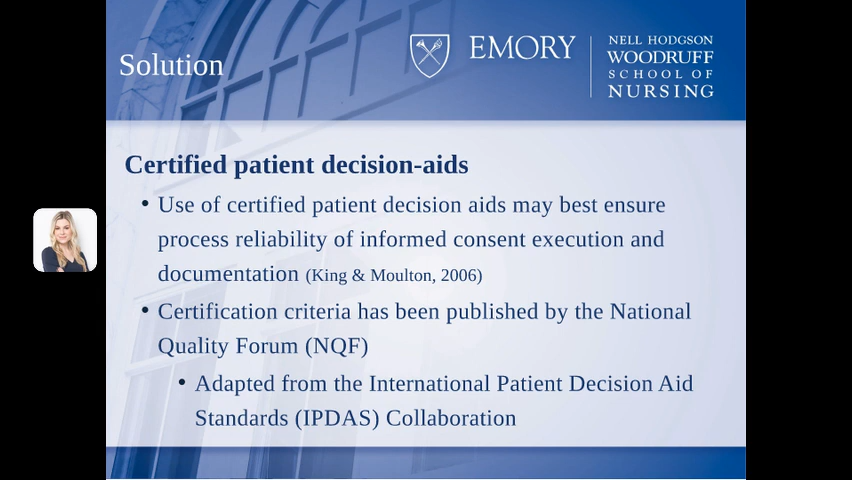 Solution
EMORY
NELL HODGSON
WOODRUFF
SCHOOL OF
NURSING
Certified patient decision-aids
• Use of certified patient decision aids may best ensure
process reliability of informed consent execution and
documentation (King & Moulton, 2006)
• Certification criteria has been published by the National
Quality Forum (NQF)
• Adapted from the International Patient Decision Aid
Standards (IPDAS) Collaboration